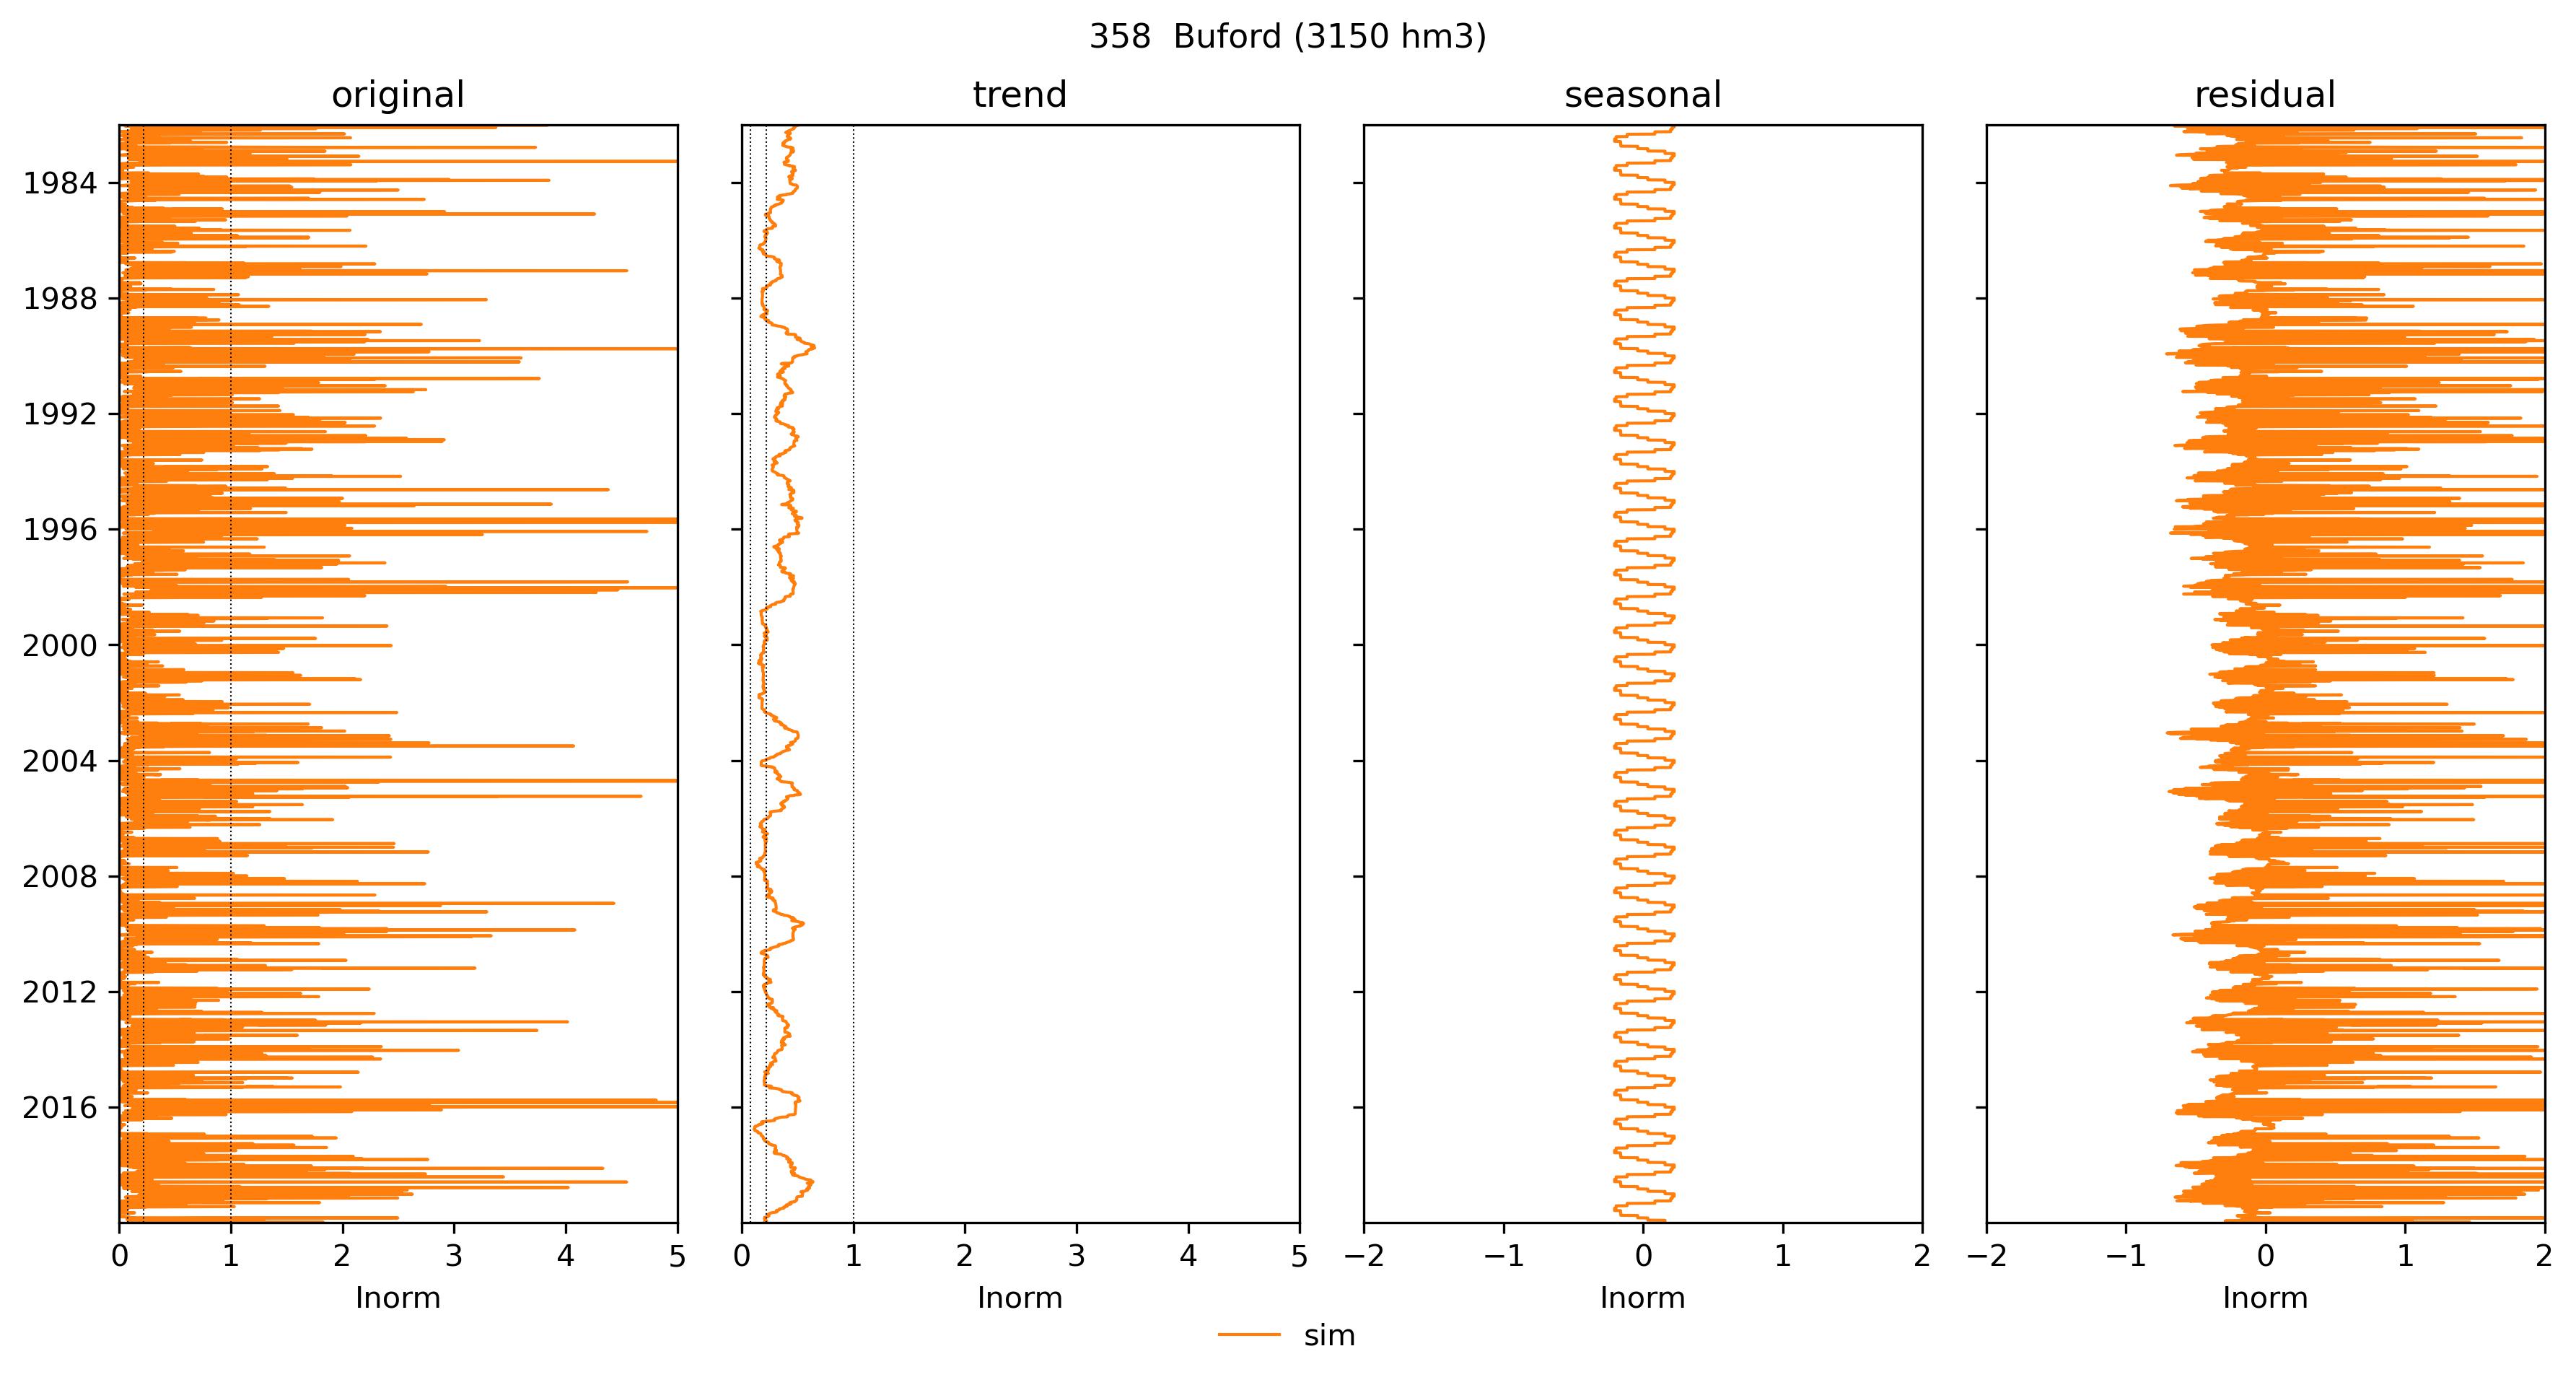 358  Buford (3150 hm3)
original trend seasonal residual
1984
1988
1992
1996
2000
2004
2008
2012
2016
0 1 2 3 4 5 0 1 2 3 4 5 −2 −1 0 1 2 −2 −1 0 1 2
Inorm Inorm Inorm Inorm
sim